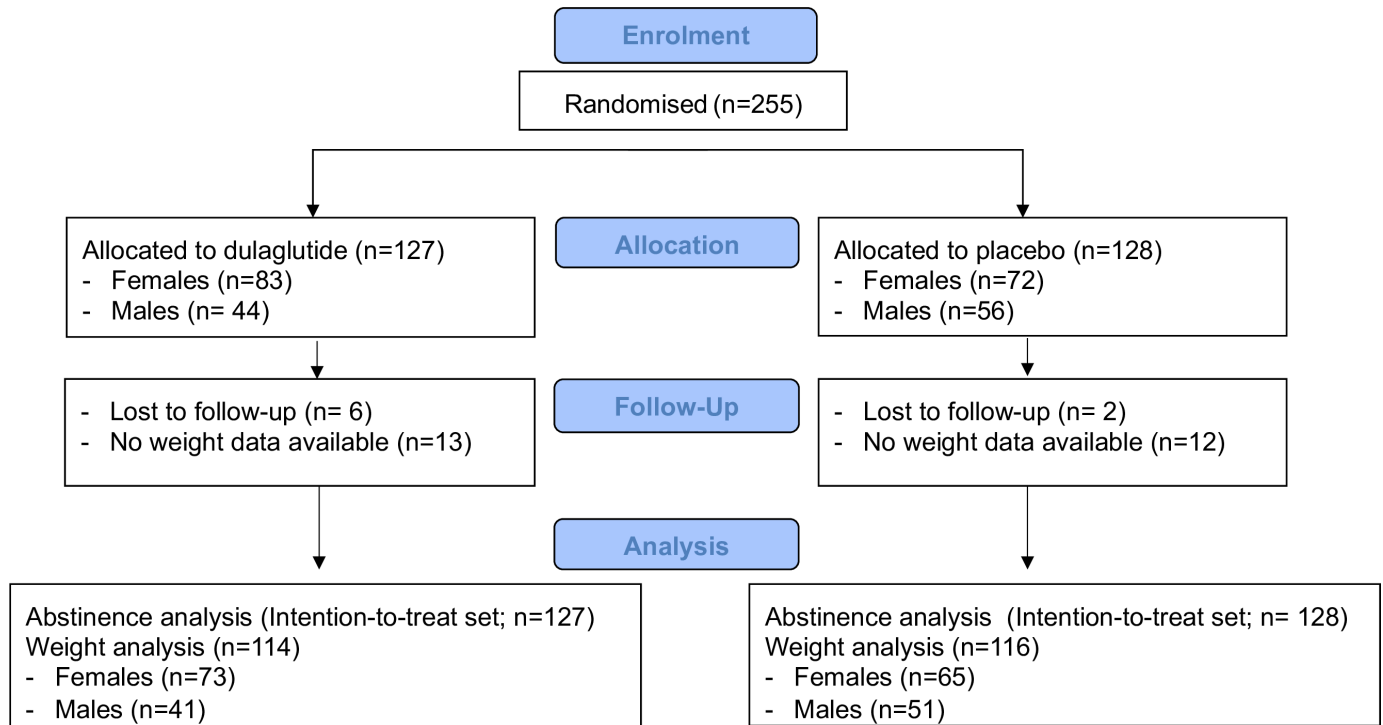 Enrolment
Randomised (n=255)
Allocated to dulaglutide (n=127)
- Females (n=83)
- Males (n= 44)
Allocation
Allocated to placebo (n=128)
- Females (n=72)
- Males (n=56)
- Lost to follow-up (n= 6)
- No weight data available (n=13)
Follow-Up
- Lost to follow-up (n= 2)
- No weight data available (n=12)
Analysis
Abstinence analysis (Intention-to-treat set; n=127)
Weight analysis (n=114)
- Females (n=73)
- Males (n=41)
Abstinence analysis  (Intention-to-treat set; n= 128)
Weight analysis (n=116)
- Females (n=65)
- Males (n=51)